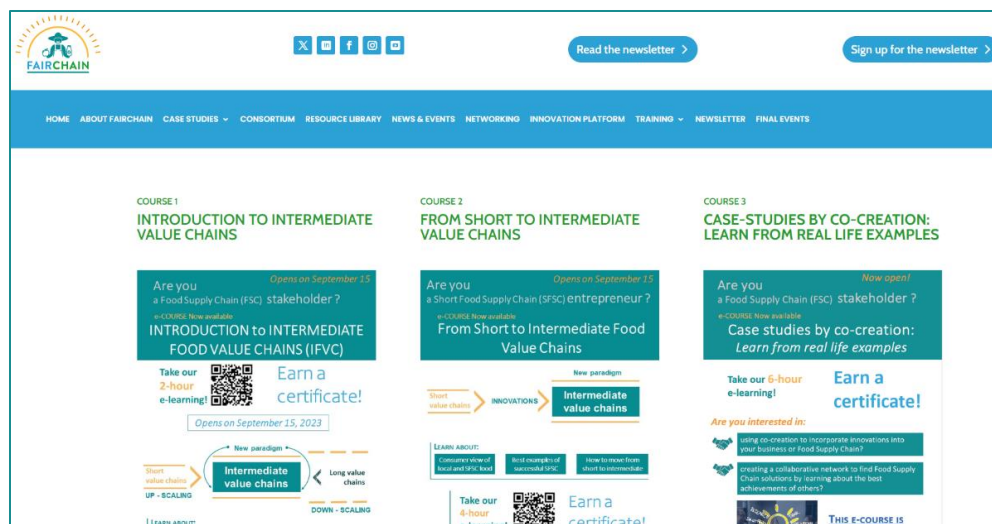 FAIRCHAIN
Read the newsletter
Sign up for the newsletter
HOME ABOUT FAIRCHAIN CASE STUDIES CONSORTIUM RESOURCE LIBRARY NEWS & EVENTS NETWORKING INNOVATION PLATFORM TRAINING NEWSLETTER FINAL EVENTS
COURSE 1
INTRODUCTION TO INTERMEDIATE
VALUE CHAINS
Opens on September 15
Are you
a Food Supply Chain (FSC) stakeholder ?
e-COURSE Now available
INTRODUCTION to INTERMEDIATE
FOOD VALUE CHAINS (IFVC)
Take our
2-hour
e-learning!
Earn a
certificate!
Opens on September 15, 2023
New paradigm
Short
value chains
Intermediate
value chains
Long value
chains
UP - SCALING
DOWN - SCALING
LEARN ABOUT:
COURSE 2
FROM SHORT TO INTERMEDIATE
VALUE CHAINS
Opens on September 15
Are you
a Short Food Supply Chain (SFSC) entrepreneur ?
e-COURSE Now available
From Short to Intermediate Food
Value Chains
New paradigm
Short
value chains
INNOVATIONS
Intermediate
value chains
LEARN ABOUT:
Consumer view of
local and SFSC food
Best examples of
successful SFSC
How to move from
short to intermediate
Take our
4-hour
Earn a
certificate!
COURSE 3
CASE-STUDIES BY CO-CREATION:
LEARN FROM REAL LIFE EXAMPLES
Now open!
Are you
a Food Supply Chain (FSC) stakeholder ?
e-COURSE Now available
Case studies by co-creation:
Learn from real life examples
Take our 6-hour
e-learning!
Earn a
certificate!
Are you interested in:
using co-creation to incorporate innovations into
your business or Food Supply Chain?
creating a collaborative network to find Food Supply
Chain solutions by learning about the best
achievements of others?
THIS E-COURSE IS